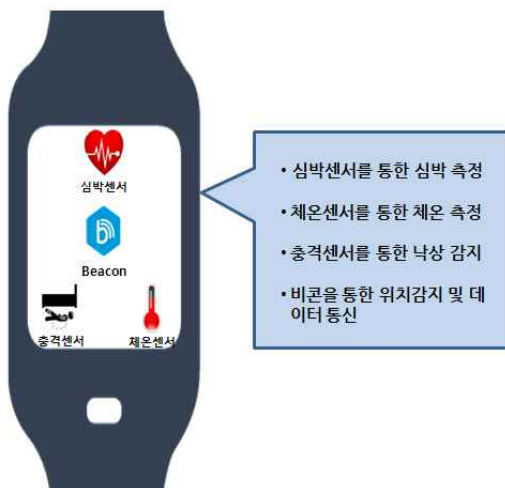 심박센서
Beacon
충격센서
체온센서
• 심박센서를 통한 심박 측정
• 체온센서를 통한 체온 측정
• 충격센서를 통한 낙상 감지
• 비콘을 통한 위치감지 및 데
이터 통신